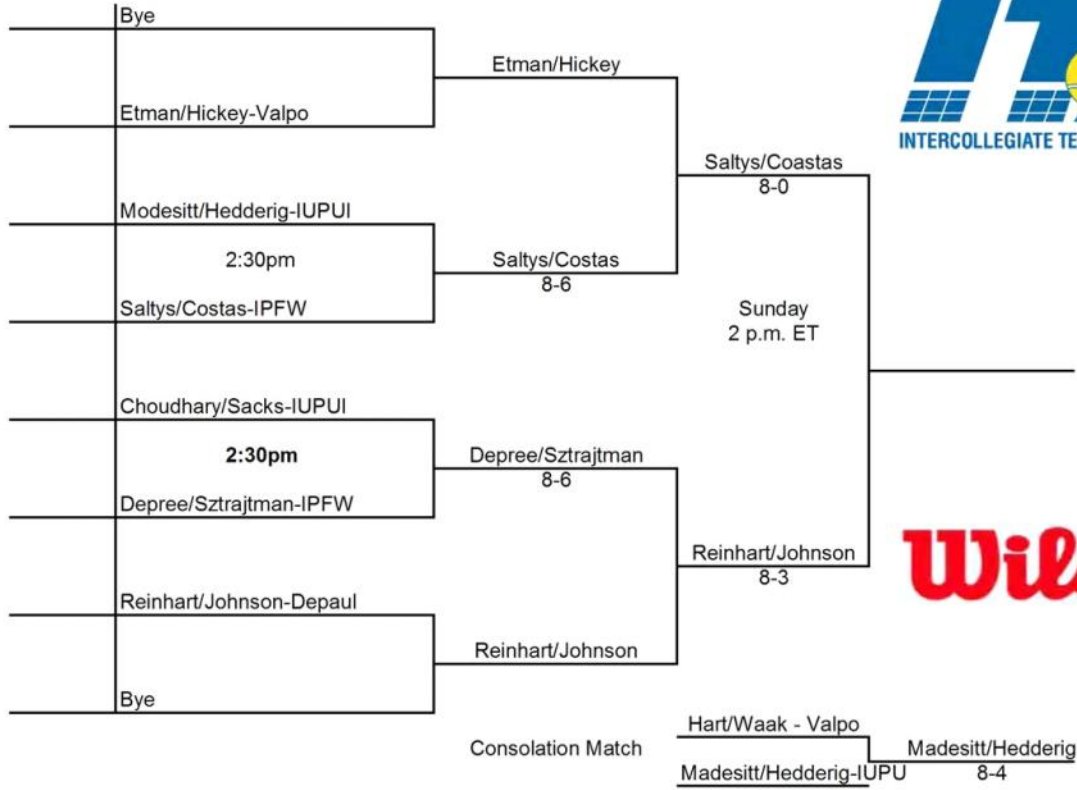 Bye
Etman/Hickey
Etman/Hickey-Valpo
INTERCOLLEGIATE TE
Saltys/Coastas
8-0
Modesitt/Hedderig-IUPUI
2:30pm
Saltys/Costas
8-6
Saltys/Costas-IPFW
Sunday
2 p.m. ET
Choudhary/Sacks-IUPUI
2:30pm
Depree/Sztrajtman
8-6
Depree/Sztrajtman-IPFW
Reinhart/Johnson
8-3
Wil
Reinhart/Johnson-Depaul
Reinhart/Johnson
Bye
Hart/Waak - Valpo
Consolation Match
Madesitt/Hedderig
8-4
Madesitt/Hedderig-IUPU